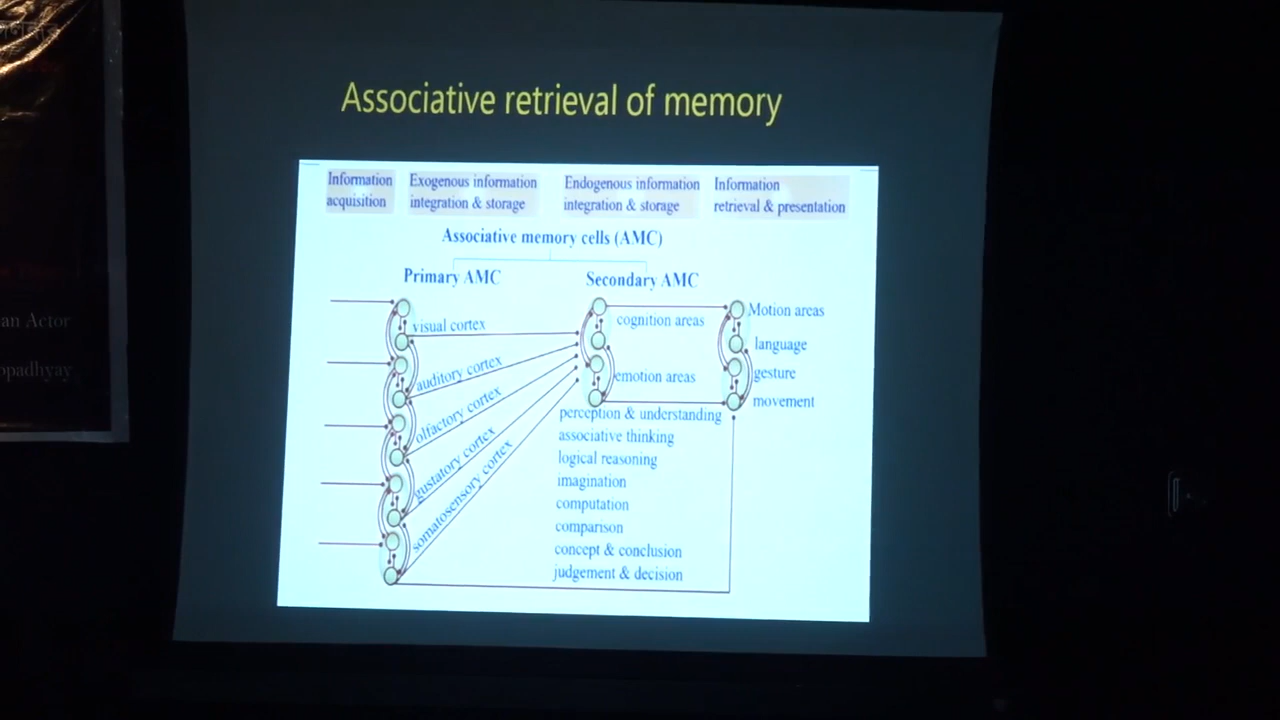 Associative retrieval of memory
Information
acquisition
Exogenous information
integration & storage
Endogenous information
integration & storage
Information
retrieval & presentation
Associative memory cells (AMC)
Primary AMC
Secondary AMC
visual cortex
auditory cortex
olfactory cortex
gustatory cortex
somatosensory cortex
cognition areas
emotion areas
perception & understanding
associative thinking
logical reasoning
imagination
computation
comparison
concept & conclusion
judgement & decision
Motion areas
language
gesture
movement
an Actor
opadhyay